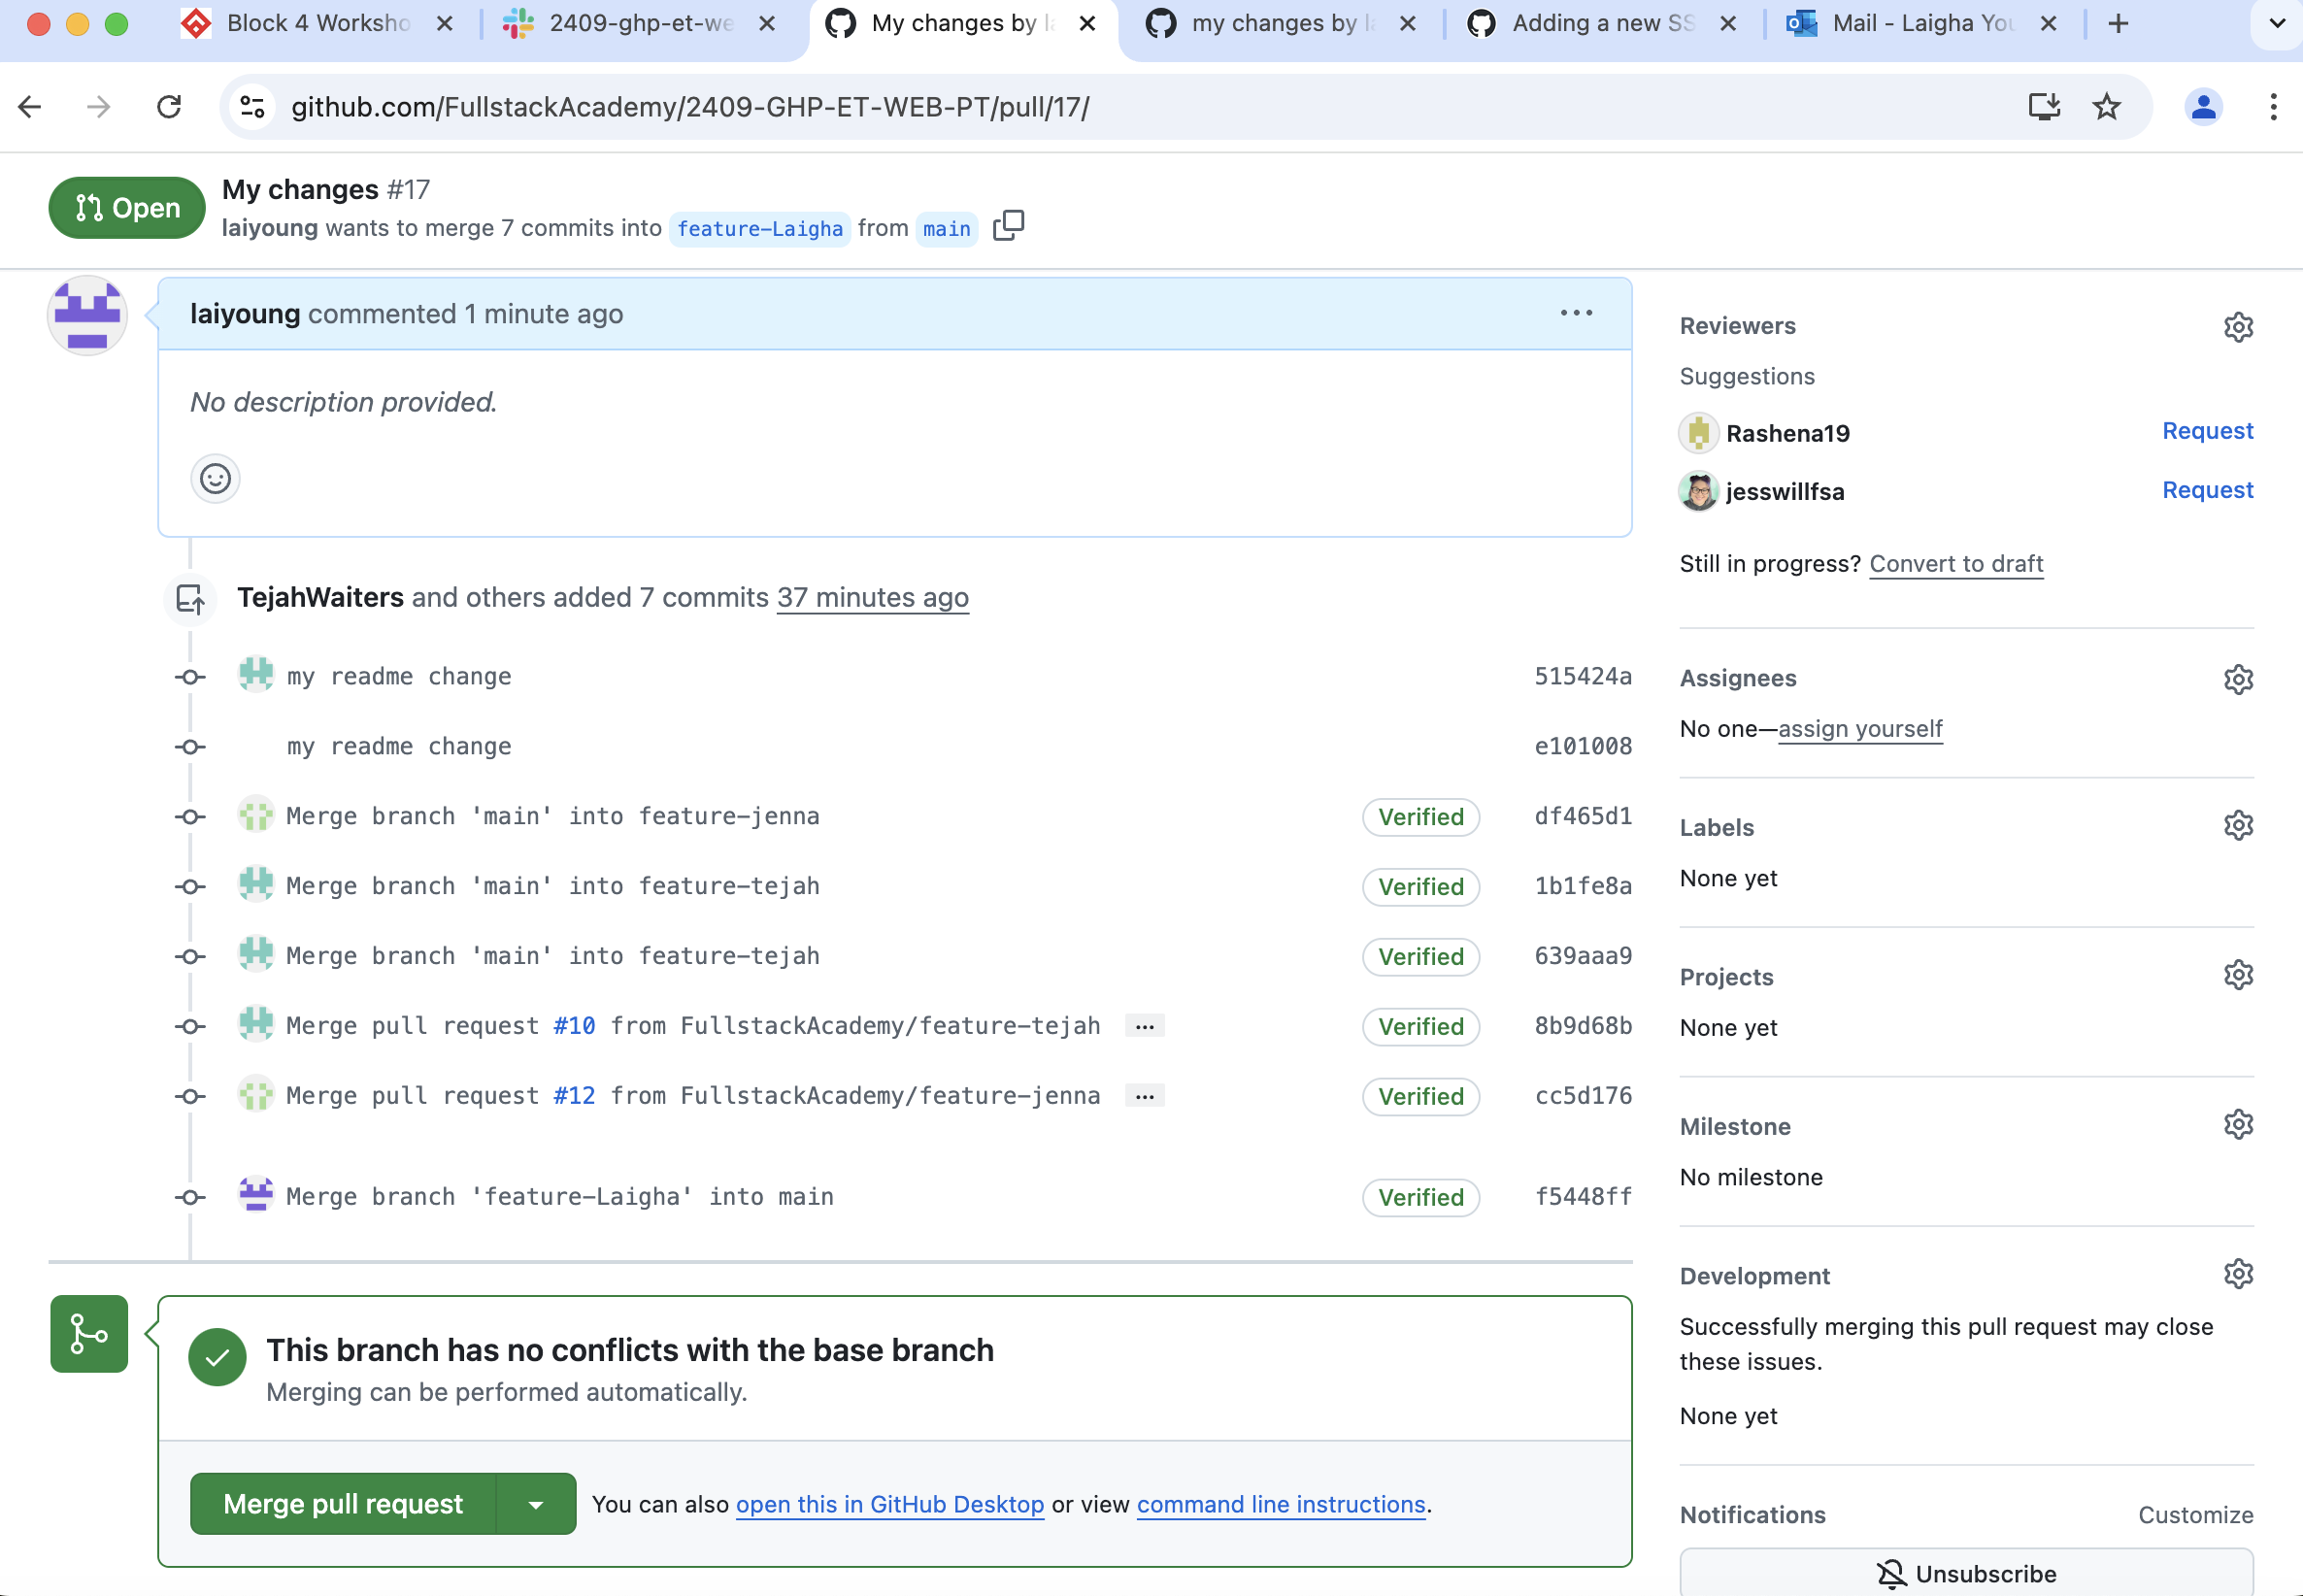 Block 4 Worksho
2409-ghp-et-we
My changes by la
my changes by la
Adding a new SS
Mail - Laigha You
github.com/FullstackAcademy/2409-GHP-ET-WEB-PT/pull/17/
Open
My changes #17
laiyoung wants to merge 7 commits into feature-Laigha from main
laiyoung commented 1 minute ago
No description provided.
TejahWaiters and others added 7 commits 37 minutes ago
my readme change 515424a
my readme change e101008
Merge branch 'main' into feature-jenna Verified df465d1
Merge branch 'main' into feature-tejah Verified 1b1fe8a
Merge branch 'main' into feature-tejah Verified 639aaa9
Merge pull request #10 from FullstackAcademy/feature-tejah ... Verified 8b9d68b
Merge pull request #12 from FullstackAcademy/feature-jenna ... Verified cc5d176
Merge branch 'feature-Laigha' into main Verified f5448ff
This branch has no conflicts with the base branch
Merging can be performed automatically.
Merge pull request
You can also open this in GitHub Desktop or view command line instructions.
Reviewers
Suggestions
Rashena19 Request
jesswillfsa Request
Still in progress? Convert to draft
Assignees
No one—assign yourself
Labels
None yet
Projects
None yet
Milestone
No milestone
Development
Successfully merging this pull request may close
these issues.
None yet
Notifications Customize
Unsubscribe